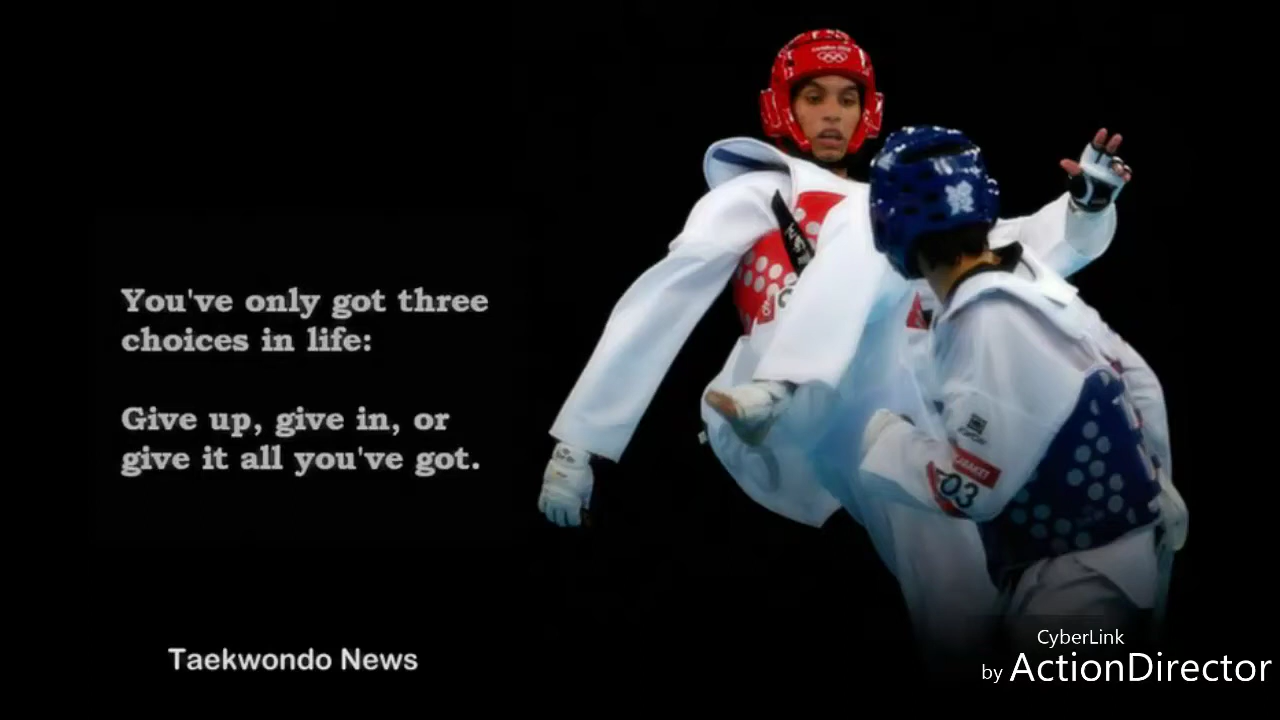 You've only got three
choices in life:
Give up, give in, or
give it all you've got.
Taekwondo News
03
CyberLink
by ActionDirector